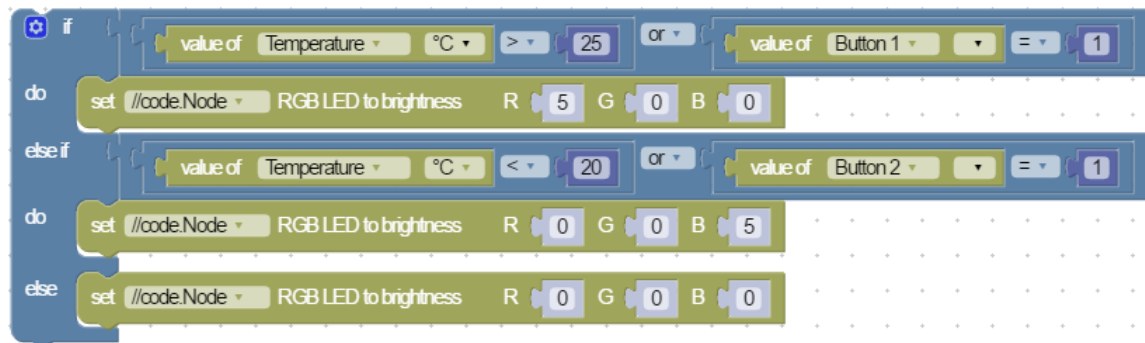 if value of Temperature °C > 25 or value of Button 1 = 1
do set //code.Node RGB LED to brightness R 5 G 0 B 0
else if value of Temperature °C < 20 or value of Button 2 = 1
do set //code.Node RGB LED to brightness R 0 G 0 B 5
else set //code.Node RGB LED to brightness R 0 G 0 B 0